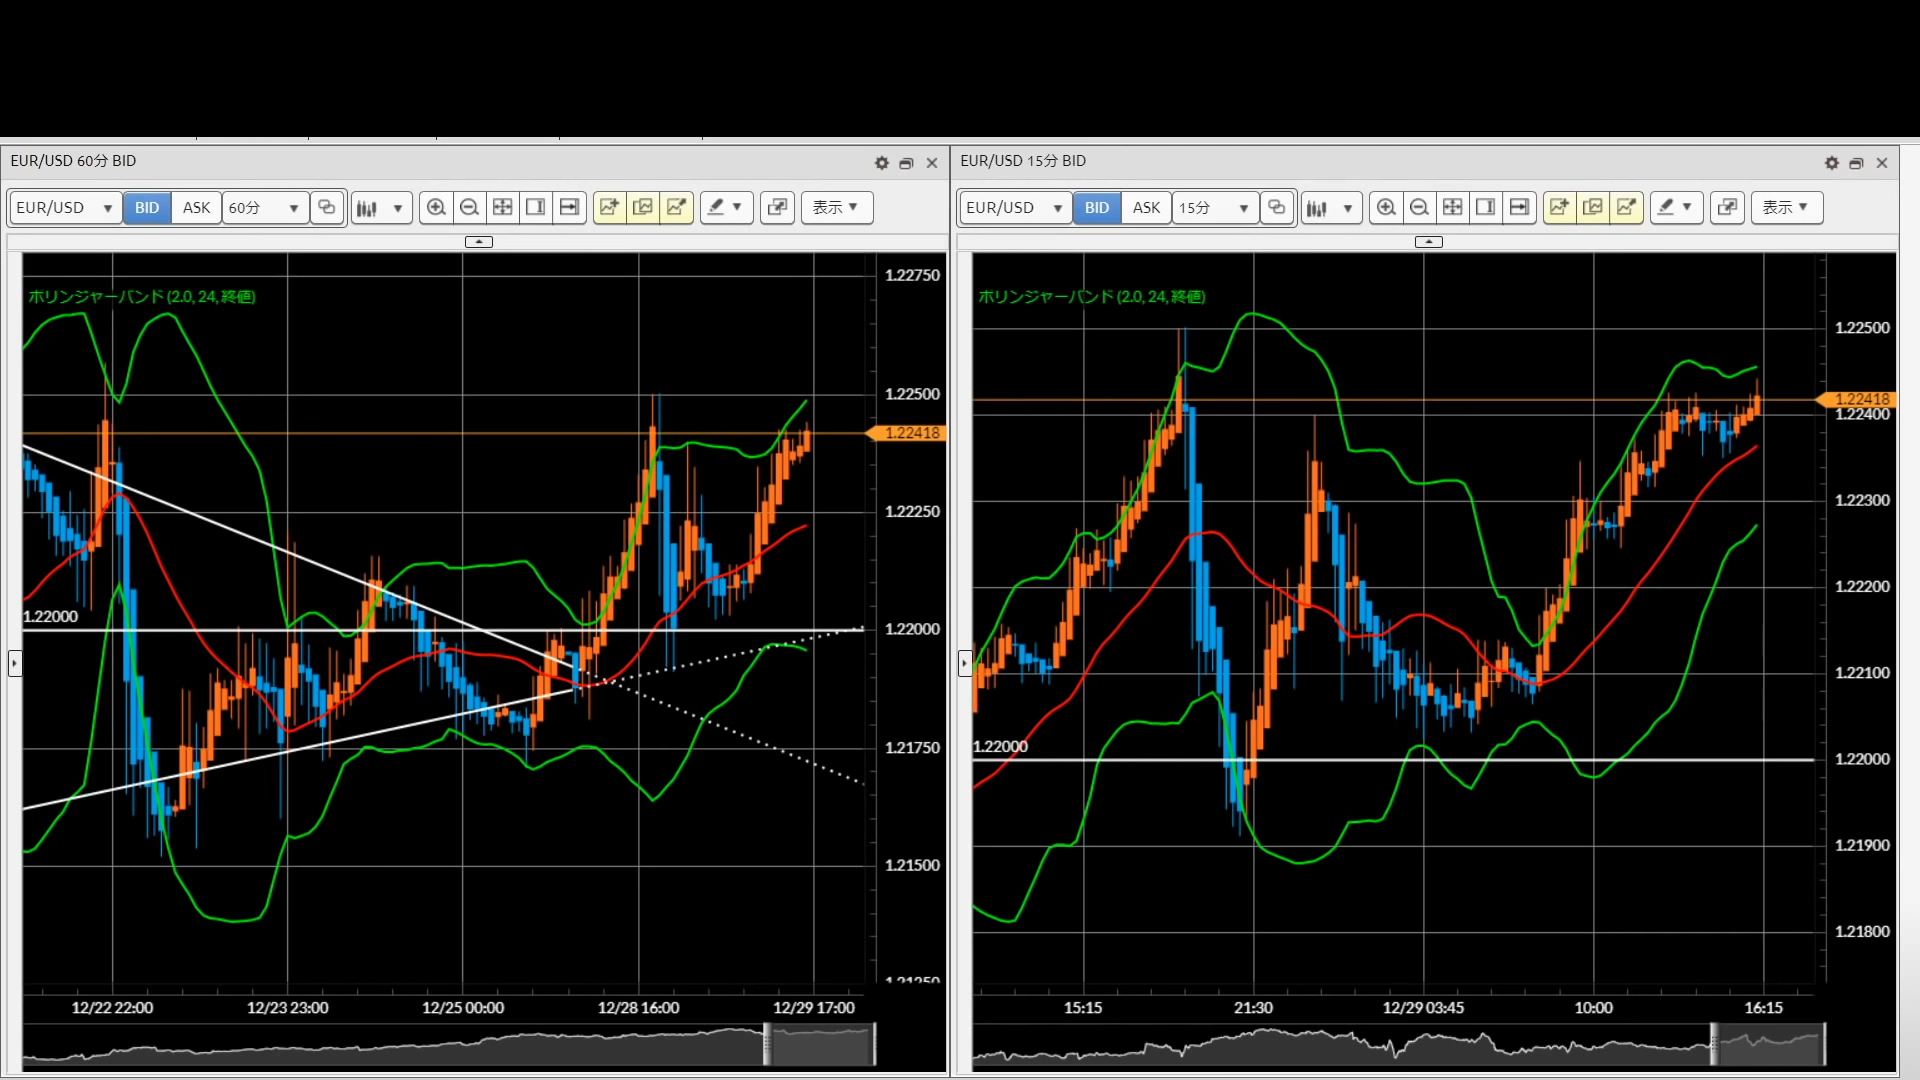 EUR/USD 60分 BID
EUR/USD BID ASK 60分 表示
ボリンジャーバンド (2.0, 24, 終値)
1.22750
1.22500
1.22418
1.22250
1.22000
1.22000
1.21750
1.21500
1.21250
12/22 22:00 12/23 23:00 12/25 00:00 12/28 16:00 12/29 17:00
EUR/USD 15分 BID
EUR/USD BID ASK 15分 表示
ボリンジャーバンド (2.0, 24, 終値)
1.22500
1.22418
1.22400
1.22300
1.22200
1.22100
1.22000
1.22000
1.21900
1.21800
15:15 21:30 12/29 03:45 10:00 16:15